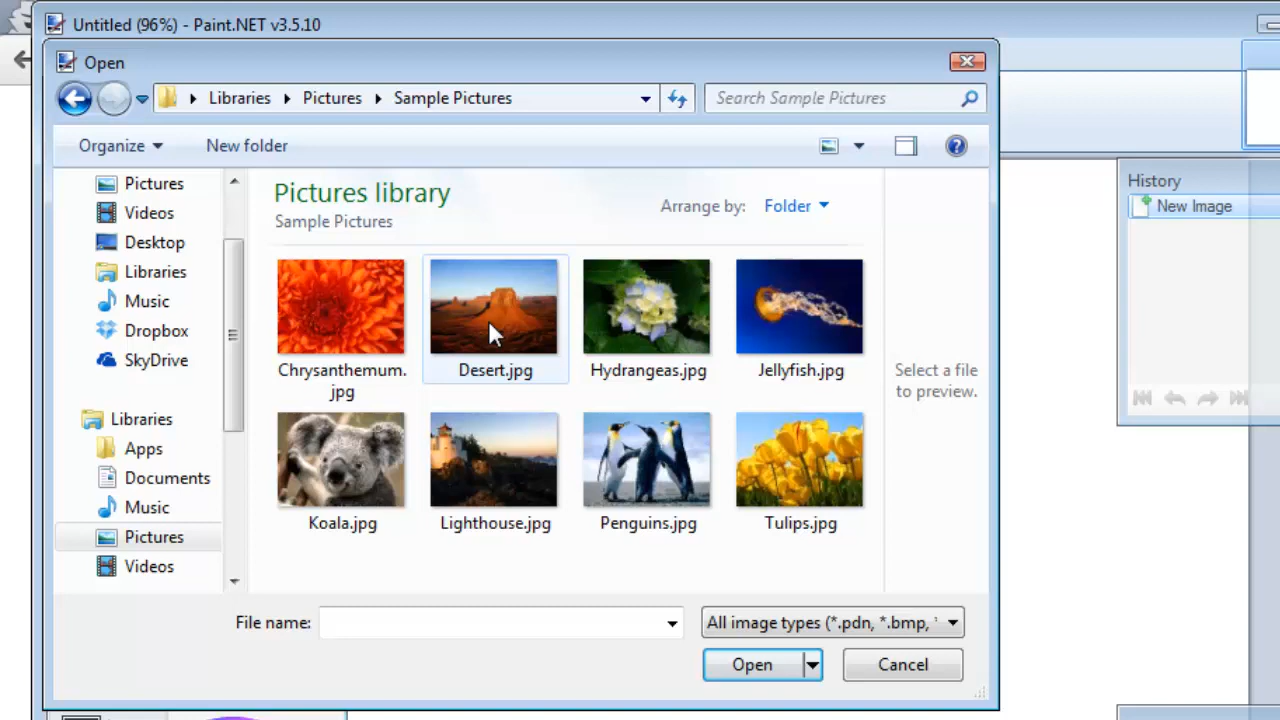 Untitled (96%) - Paint.NET v3.5.10
Open
Libraries Pictures Sample Pictures
Search Sample Pictures
Organize New folder
Pictures
Videos
Desktop
Libraries
Music
Dropbox
SkyDrive
Libraries
Apps
Documents
Music
Pictures
Videos
Pictures library
Sample Pictures
Arrange by: Folder
Chrysanthemum.
jpg
Desert.jpg
Hydrangeas.jpg
Jellyfish.jpg
Koala.jpg
Lighthouse.jpg
Penguins.jpg
Tulips.jpg
Select a file
to preview.
File name:
All image types (*.pdn, *.bmp, *
Open
Cancel
History
New Image